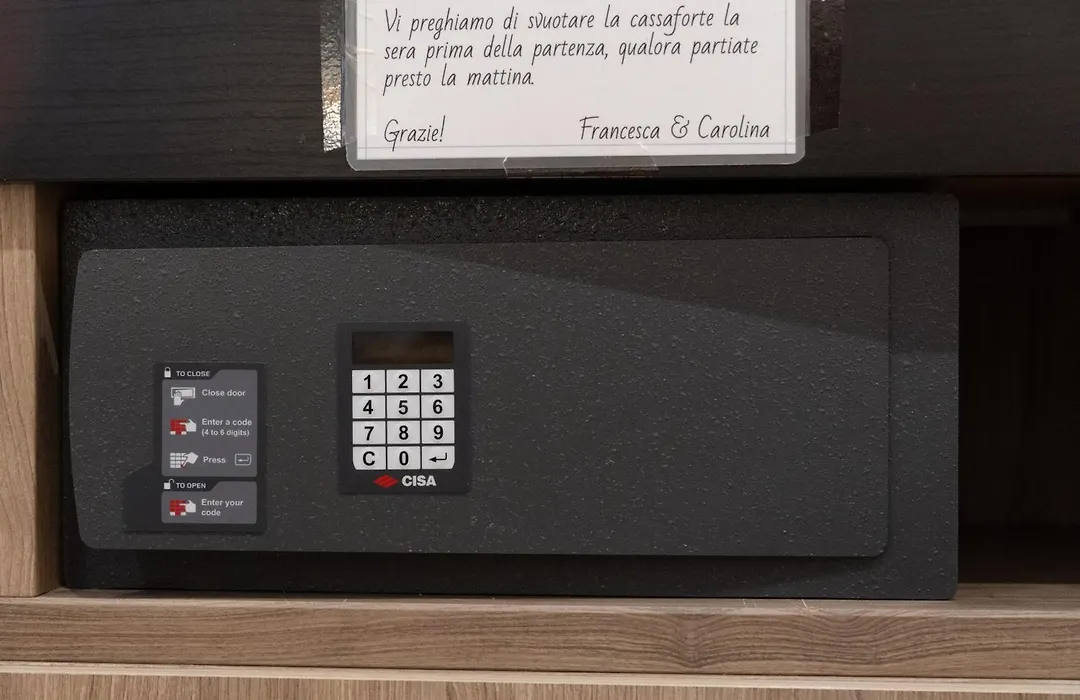 Vi preghiamo di svuotare la cassaforte la
sera prima della partenza, qualora partiate
presto la mattina.
Grazie! Francesca & Carolina
TO CLOSE
Close door
Enter a code
(4 to 6 digits)
Press
TO OPEN
Enter your
code
1 2 3
4 5 6
7 8 9
C 0
CISA